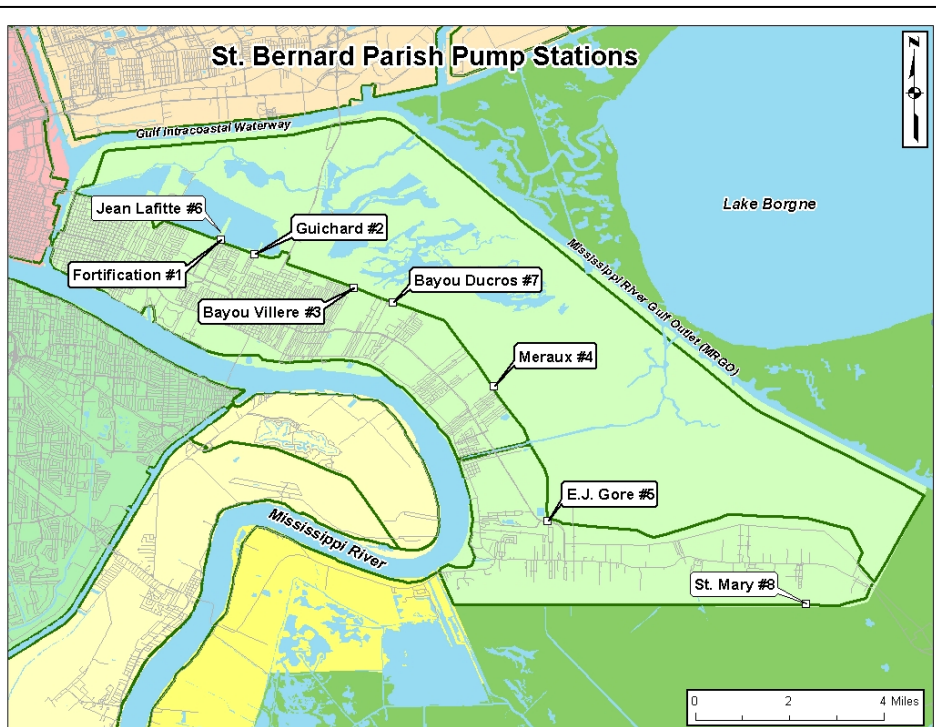 St. Bernard Parish Pump Stations
N
Gulf Intracoastal Waterway
Lake Borgne
Jean Lafitte #6
Guichard #2
Fortification #1
Bayou Villere #3
Bayou Ducros #7
Mississippi River Gulf Outlet (MRGO)
Meraux #4
E.J. Gore #5
Mississippi River
St. Mary #8
0 2 4 Miles